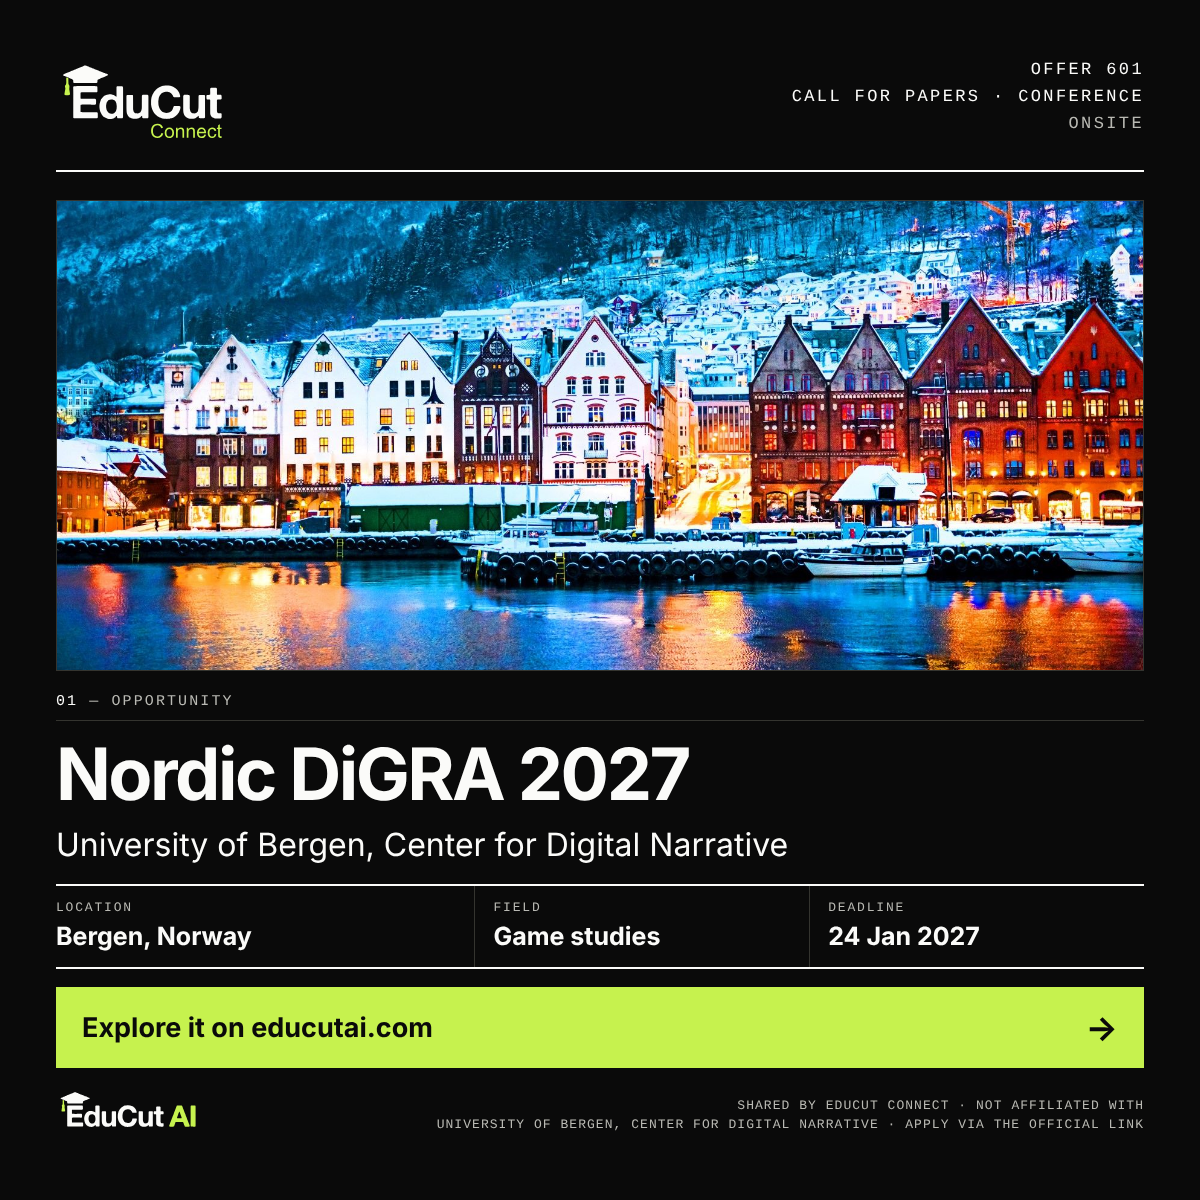 EduCut
Connect
OFFER 601
CALL FOR PAPERS · CONFERENCE
ONSITE
01 — OPPORTUNITY
Nordic DiGRA 2027
University of Bergen, Center for Digital Narrative
LOCATION
Bergen, Norway
FIELD
Game studies
DEADLINE
24 Jan 2027
Explore it on educutai.com →
EduCut AI
SHARED BY EDUCUT CONNECT · NOT AFFILIATED WITH
UNIVERSITY OF BERGEN, CENTER FOR DIGITAL NARRATIVE · APPLY VIA THE OFFICIAL LINK